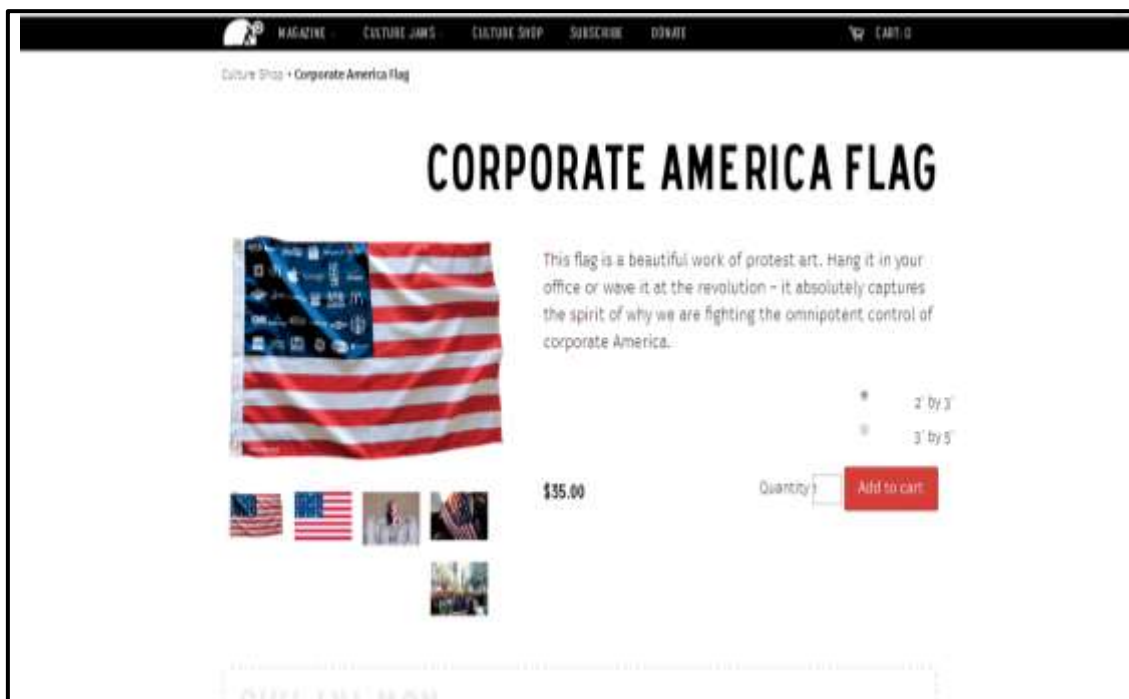 MAGAZINE
CULTURE JAMS
CULTURE SHOP
SUBSCRIBE
DONATE
CART: 0
Culture Shop • Corporate America Flag
CORPORATE AMERICA FLAG
This flag is a beautiful work of protest art. Hang it in your
office or wave it at the revolution – it absolutely captures
the spirit of why we are fighting the omnipotent control of
corporate America.
2' by 3'
3' by 5'
$35.00
Quantity
Add to cart